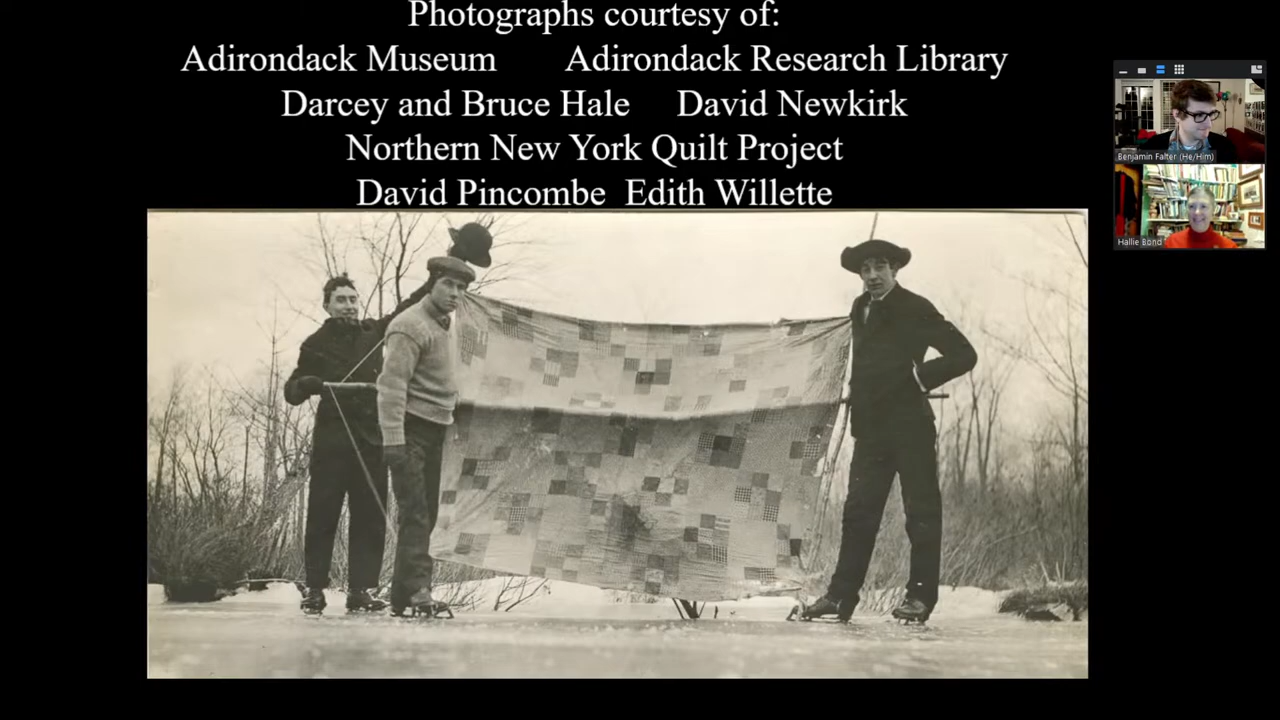 Photographs courtesy of:
Adirondack Museum Adirondack Research Library
Darcey and Bruce Hale David Newkirk
Northern New York Quilt Project
David Pincombe Edith Willette
Benjamin Falter (He/Him)
Hallie Bond